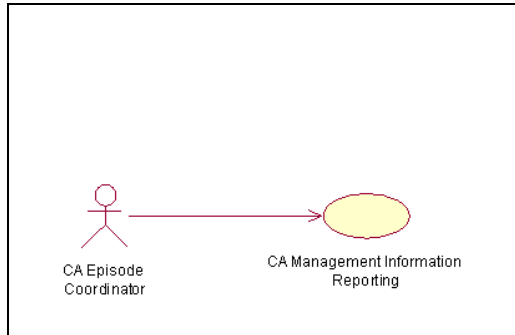 CA Episode
Coordinator
CA Management Information
Reporting